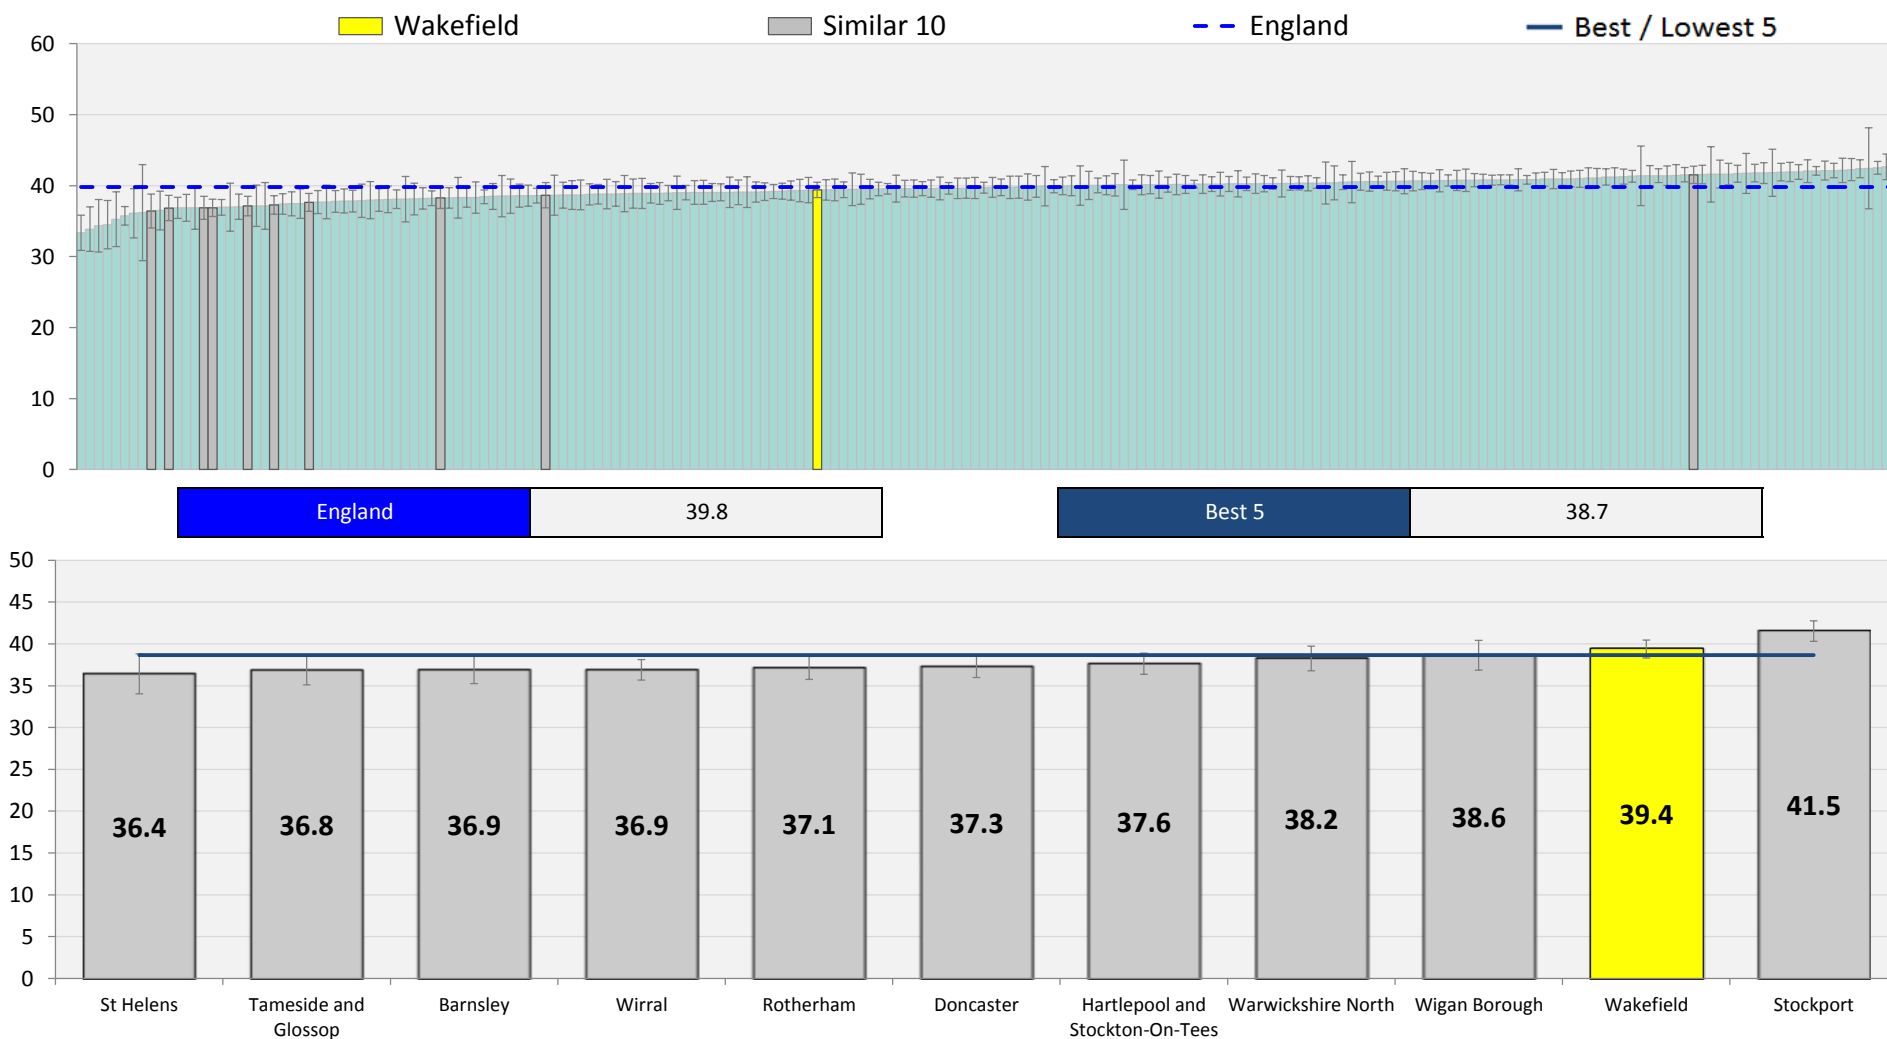 Wakefield
Similar 10
England
Best / Lowest 5
60
50
40
30
20
10
0
England
39.8
Best 5
38.7
50
45
40
35
30
25
20
15
10
5
0
36.4
36.8
36.9
36.9
37.1
37.3
37.6
38.2
38.6
39.4
41.5
St Helens
Tameside and
Glossop
Barnsley
Wirral
Rotherham
Doncaster
Hartlepool and
Stockton-On-Tees
Warwickshire North
Wigan Borough
Wakefield
Stockport